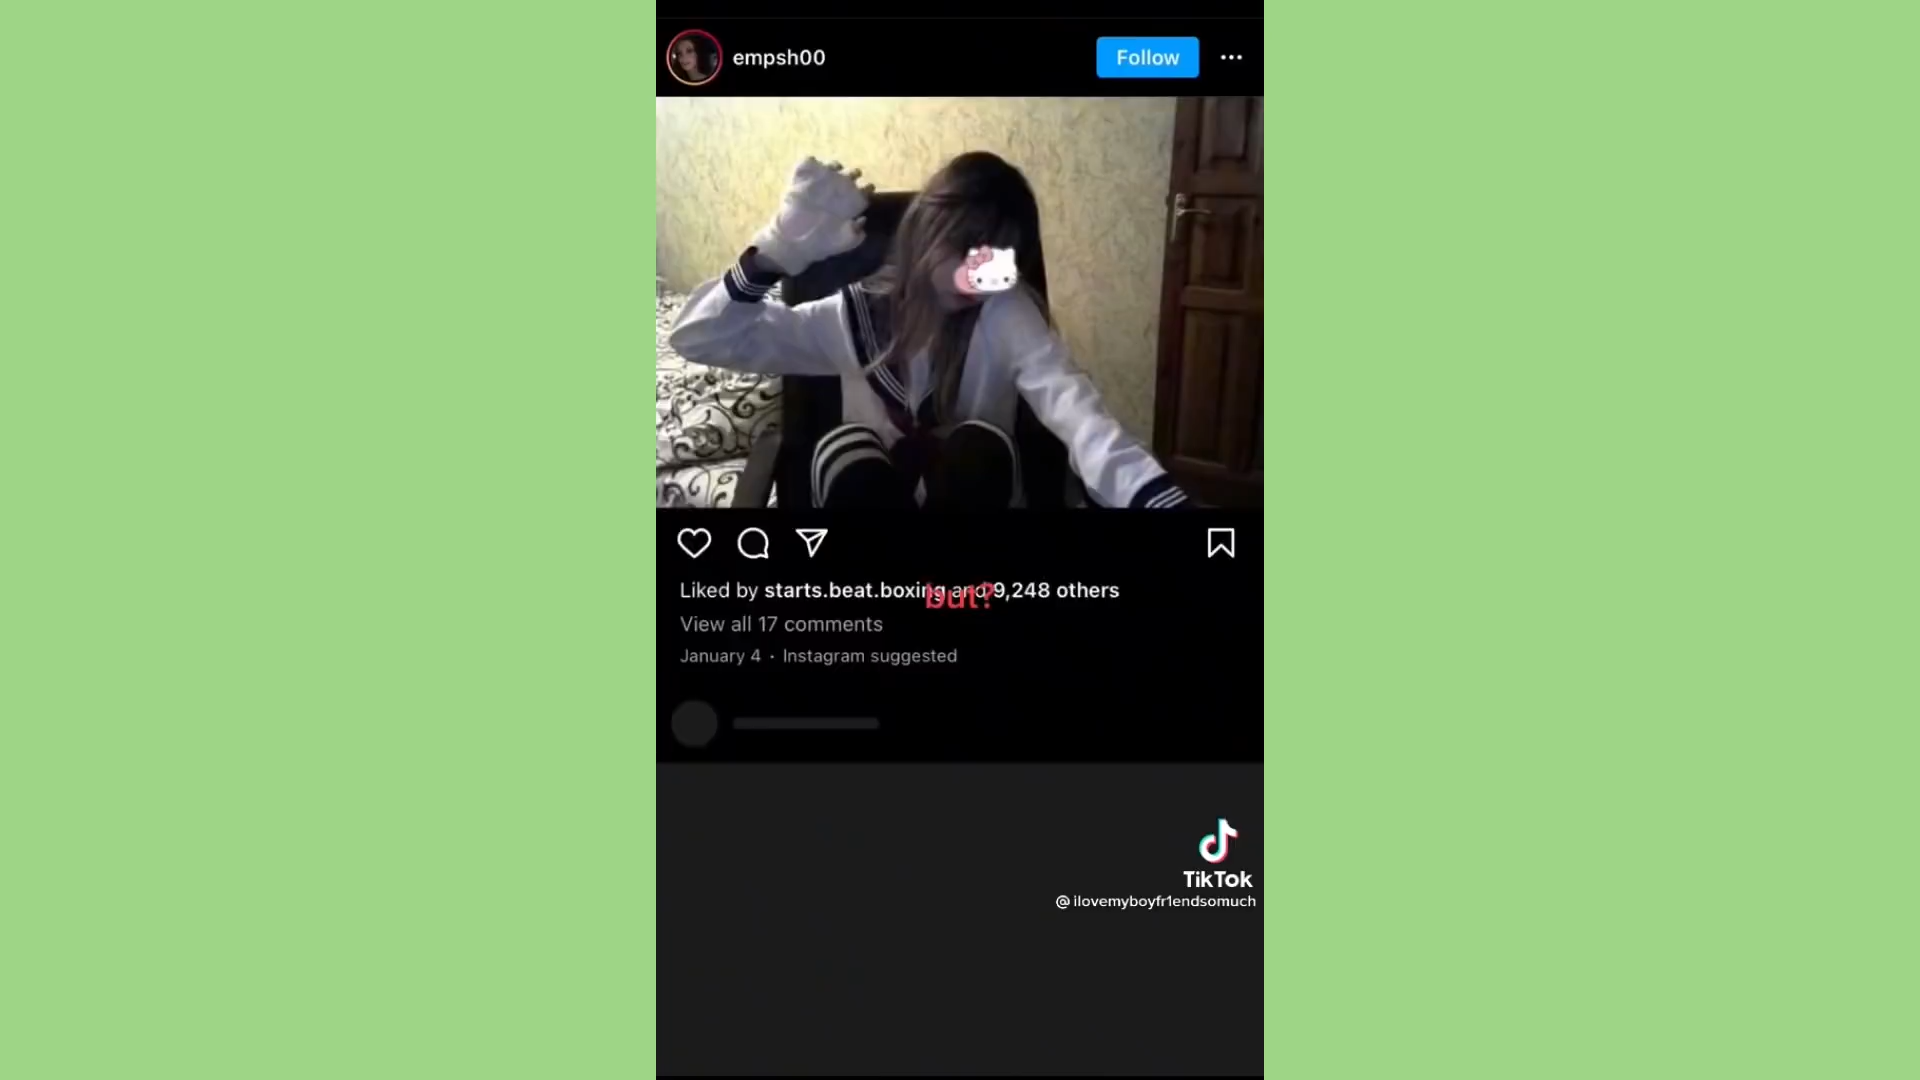 empsh00
Follow
Liked by starts.beat.boxing and 9,248 others
but?
View all 17 comments
January 4 · Instagram suggested
TikTok
@ilovemyboyfr1endsomuch